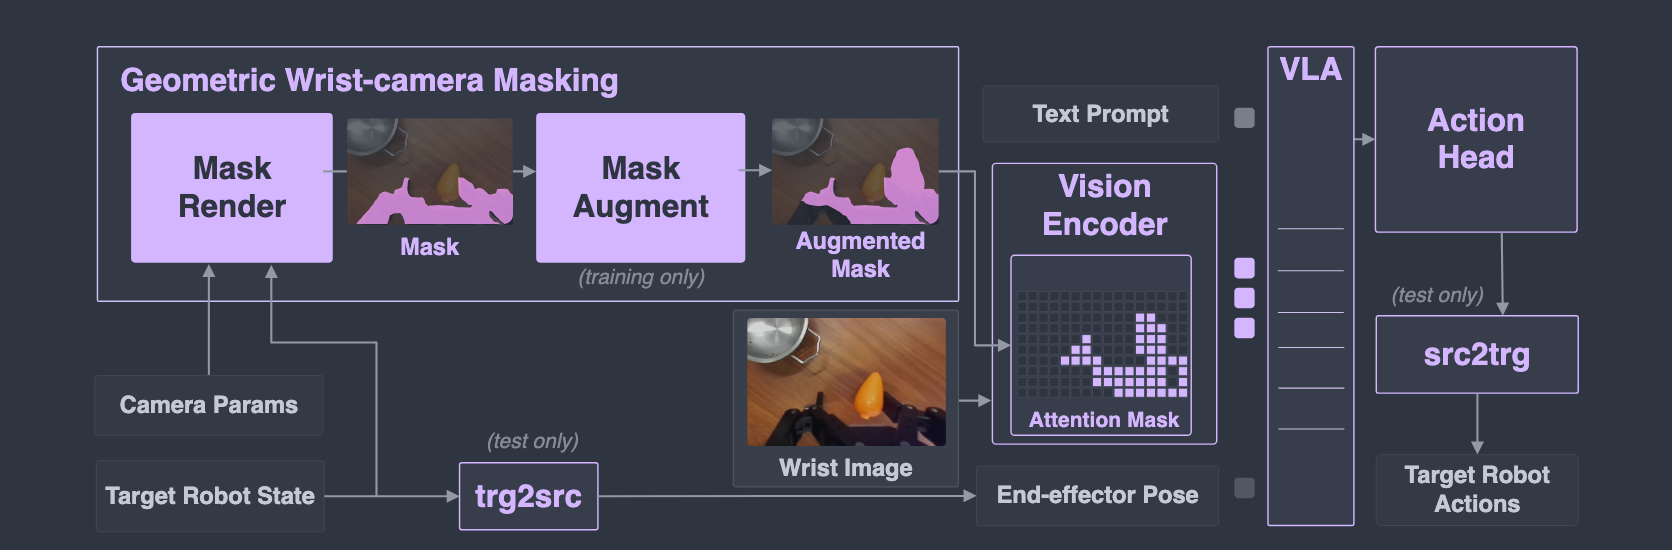 Geometric Wrist-camera Masking
Mask
Render
Mask
Mask
Augment
(training only)
Augmented
Mask
Camera Params
Target Robot State
(test only)
trg2src
Wrist Image
Text Prompt
Vision
Encoder
Attention Mask
End-effector Pose
VLA
Action
Head
(test only)
src2trg
Target Robot
Actions